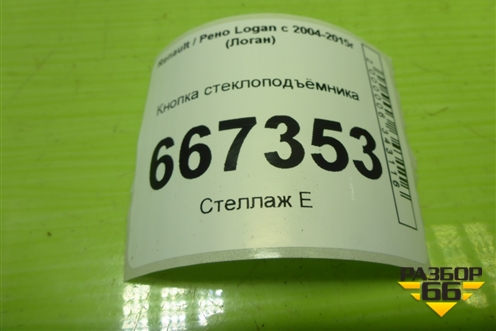 Renault / Рено Logan с 2004-2015г
(Логан)
Кнопка стеклоподъёмника
667353
Стеллаж Е
РАЗБОР
66